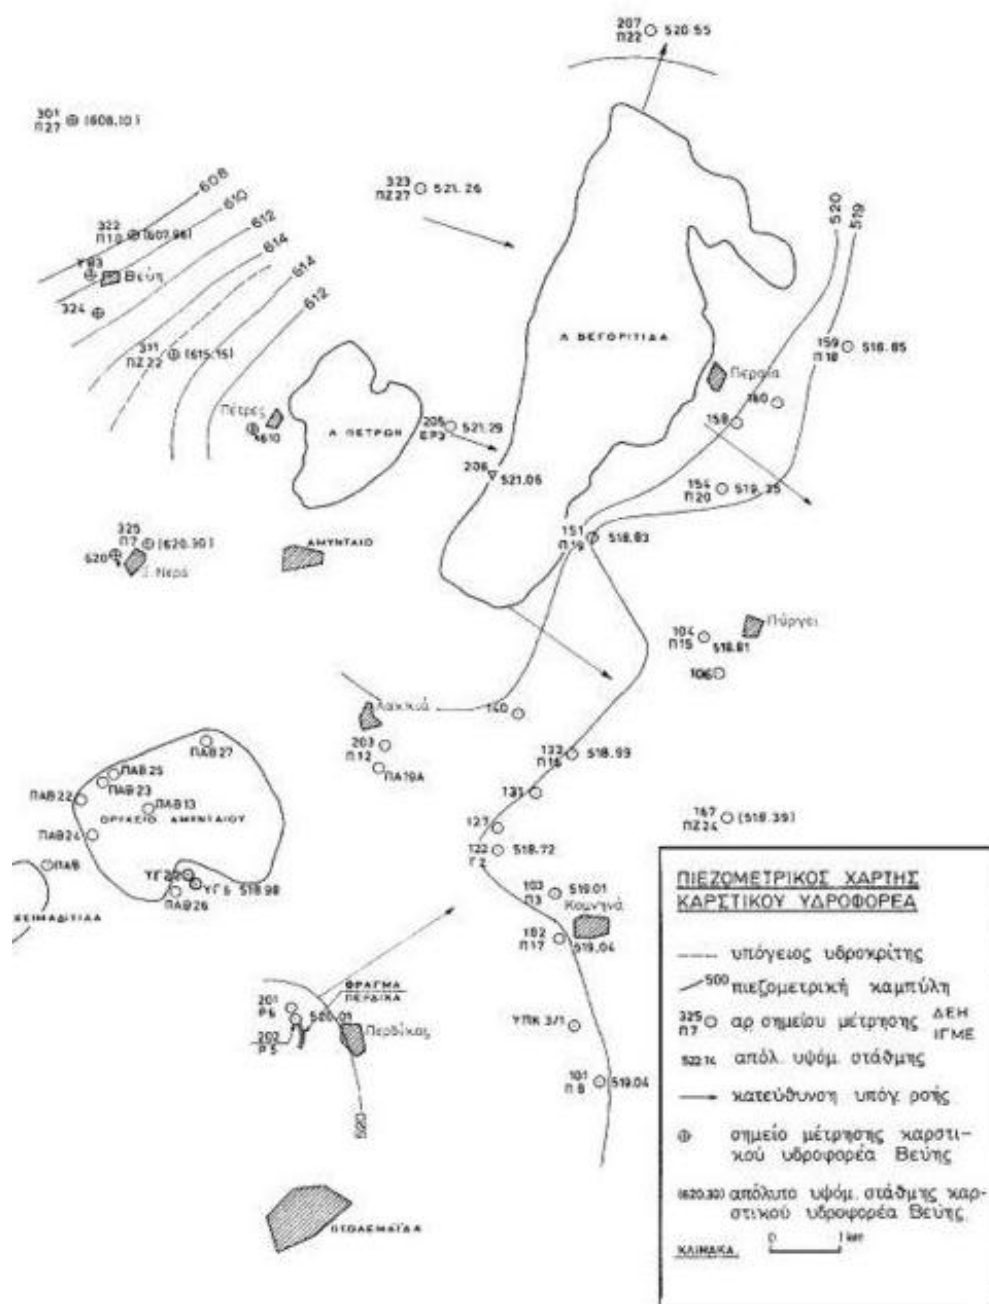 207
Π22
520 55
301
Π27
(608.10)
323
ΠΖ27
521.26
608
610
612
614
614
612
322
Π10
(607.96)
Βεύη
324
311
ΠΖ22
(615.15)
520
519
Λ ΒΕΓΟΡΙΤΙΔΑ
159
Π18
518.85
Περαία
160
158
Πέτρες
Λ ΠΕΤΡΩΝ
205
ΕΡ3
521.29
206
521.06
154
Π20
519.25
151
518.83
325
Π7
(620.30)
620
Ξ. Νερό
ΑΜΥΝΤΑΙΟ
104
Π15
518.81
Πύργοι
106
Λακκιά
140
203
Π12
ΠΑ19Α
133
Π16
518.99
131
127
122
Γ2
518.72
167
ΠΖ24
(518.39)
ΠΑΒ27
ΠΑΒ25
ΠΑΒ23
ΠΑΒ22
ΠΑΒ13
ΟΡΥΧΕΙΟ ΑΜΥΝΤΑΙΟΥ
ΠΑΒ24
ΠΑΒ
ΥΓ6 518.98
ΠΑΒ26
ΧΕΙΜΑΔΙΤΙΔΑ
103
Π3
519.01
Κομνηνά
102
Π17
519.04
ΦΡΑΓΜΑ
ΠΕΡΔΙΚΑ
201
Ρ6
202
Ρ5
Περδίκας
ΥΠΚ 3/1
101
Π8
519.04
520
ΠΤΟΛΕΜΑΪΔΑ
ΠΙΕΖΟΜΕΤΡΙΚΟΣ ΧΑΡΤΗΣ
ΚΑΡΣΤΙΚΟΥ ΥΔΡΟΦΟΡΕΑ
υπόγειος υδροκρίτης
500 πιεζομετρική καμπύλη
325
Π7
αρ σημείου μέτρησης
ΔΕΗ
ΙΓΜΕ
522.14 απόλ. υψόμ. στάθμης
κατεύθυνση υπόγ. ροής
σημείο μέτρησης καρστι-
κού υδροφορέα Βεύης
(620.30) απόλυτο υψόμ. στάθμης καρ-
στικού υδροφορέα Βεύης
ΚΛΙΜΑΚΑ
0
1 km